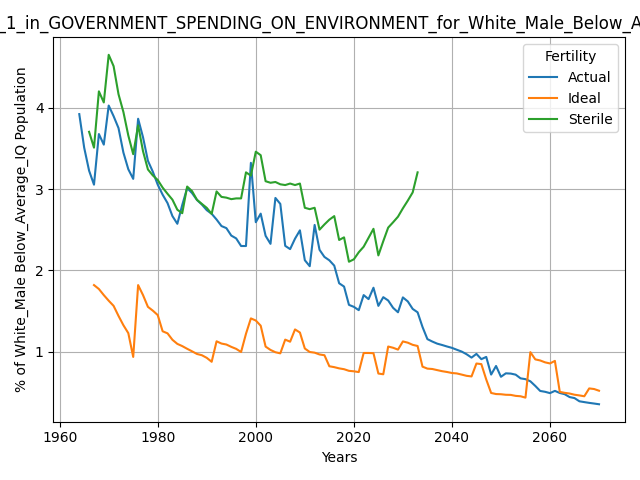 _1_in_GOVERNMENT_SPENDING_ON_ENVIRONMENT_for_White_Male_Below_A
Fertility
Actual
Ideal
Sterile
% of White_Male Below_Average_IQ Population
4
3
2
1
1960 1980 2000 2020 2040 2060
Years